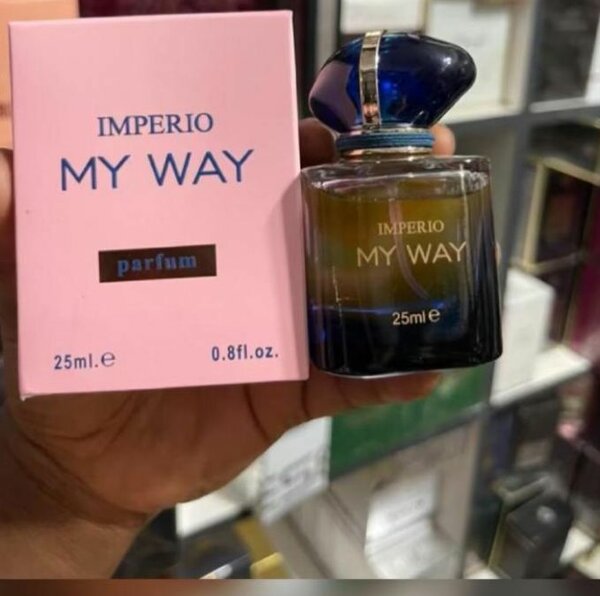 IMPERIO
MY WAY
parfum
25ml.e
0.8fl.oz.
IMPERIO
MY WAY
25ml e